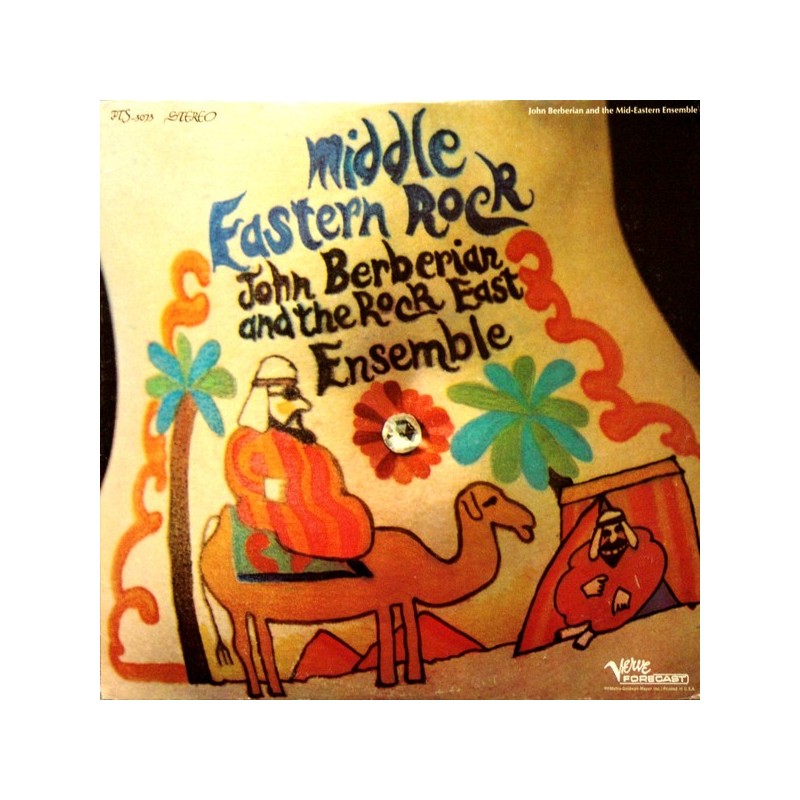 FTS-3073 STEREO
John Berberian and the Mid-Eastern Ensemble
Middle
Eastern Rock
John Berberian
and the Rock East
Ensemble
Verve
FORECAST